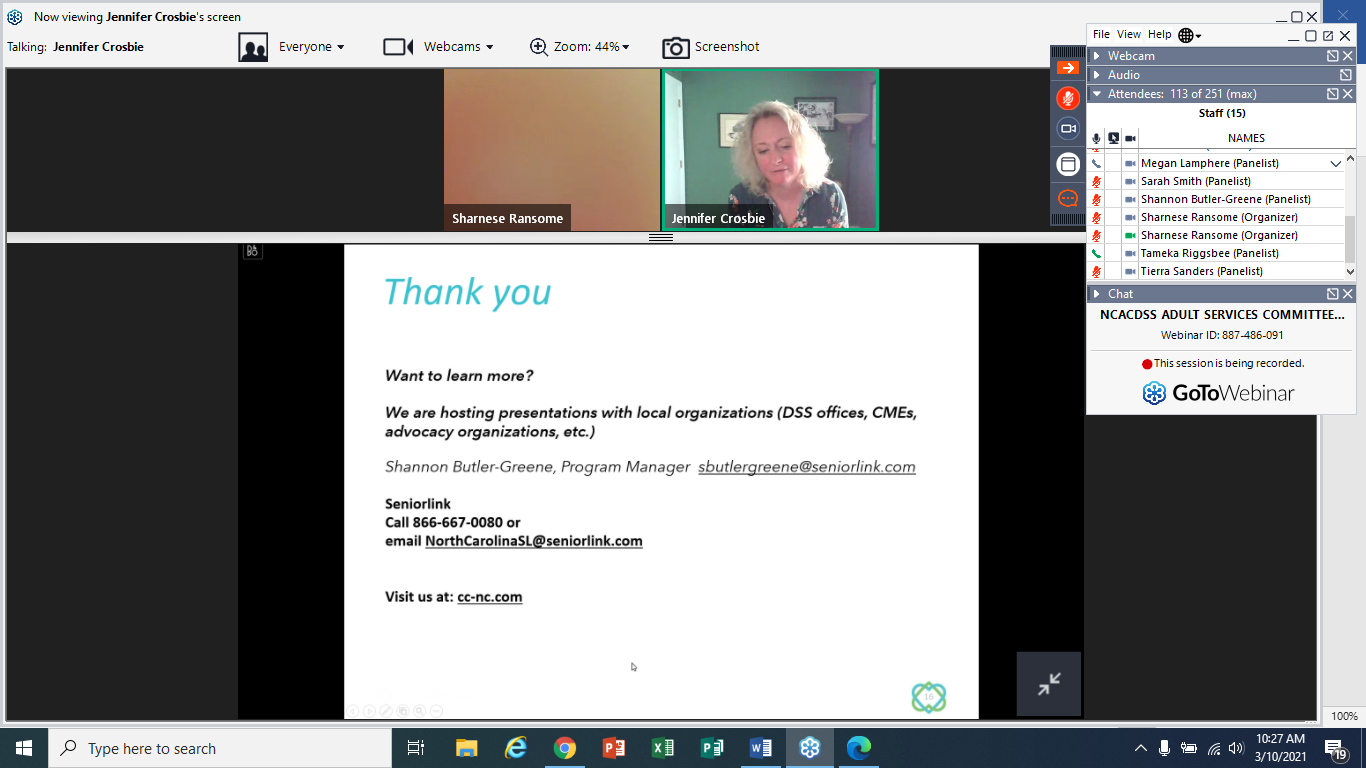 Now viewing Jennifer Crosbie's screen
Talking: Jennifer Crosbie
Everyone
Webcams
Zoom: 44%
Screenshot
Sharnese Ransome
Jennifer Crosbie
Thank you
Want to learn more?
We are hosting presentations with local organizations (DSS offices, CMEs,
advocacy organizations, etc.)
Shannon Butler-Greene, Program Manager sbutlergreene@seniorlink.com
Seniorlink
Call 866-667-0080 or
email NorthCarolinaSL@seniorlink.com
Visit us at: cc-nc.com
16
File View Help
Webcam
Audio
Attendees: 113 of 251 (max)
Staff (15)
NAMES
Megan Lamphere (Panelist)
Sarah Smith (Panelist)
Shannon Butler-Greene (Panelist)
Sharnese Ransome (Organizer)
Sharnese Ransome (Organizer)
Tameka Riggsbee (Panelist)
Tierra Sanders (Panelist)
Chat
NCACDSS ADULT SERVICES COMMITTEE...
Webinar ID: 887-486-091
This session is being recorded.
GoToWebinar
100%
Type here to search
10:27 AM
3/10/2021
19